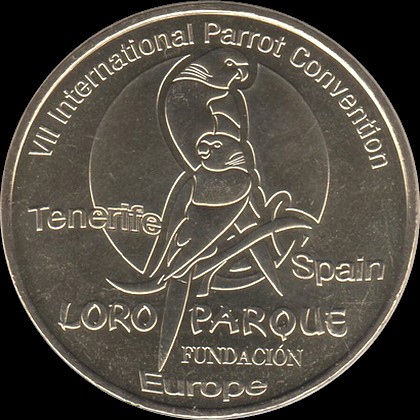 VII International Parrot Convention
Tenerife
Spain
LORO PARQUE
FUNDACIÓN
Europe